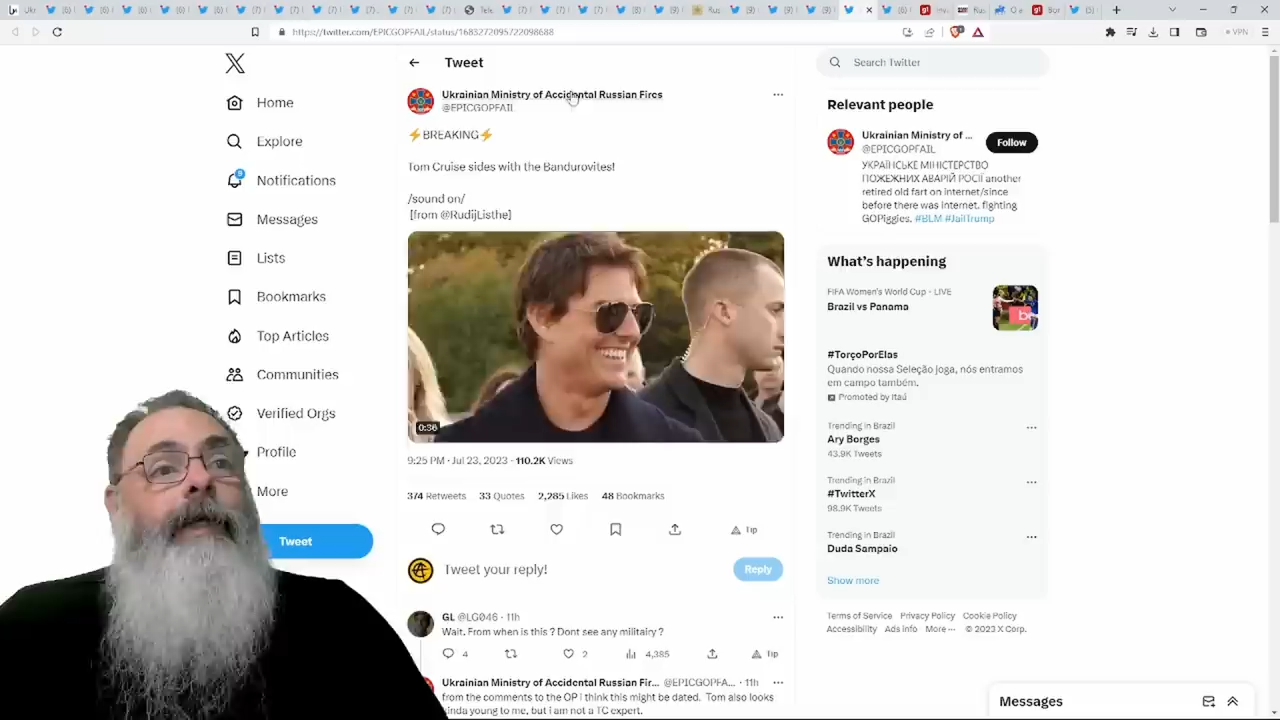 https://twitter.com/EPICGOPFAIL/status/1683272095722098688
VPN
Home
Explore
9
Notifications
Messages
Lists
Bookmarks
Top Articles
Communities
Verified Orgs
Profile
More
Tweet
Tweet
Ukrainian Ministry of Accidental Russian Fires
@EPICGOPFAIL
⚡BREAKING⚡
Tom Cruise sides with the Bandurovites!
/sound on/
[from @RudijListhe]
0:36
9:25 PM · Jul 23, 2023 · 110.2K Views
374 Retweets 33 Quotes 2,285 Likes 48 Bookmarks
Tip
Tweet your reply!
Reply
GL @LG046 · 11h
Wait. From when is this ? Dont see any militairy ?
4 2 4,385 Tip
Ukrainian Ministry of Accidental Russian Fir... @EPICGOPFA... · 11h
from the comments to the OP i think this might be dated. Tom also looks
kinda young to me, but i am not a TC expert.
Search Twitter
Relevant people
Ukrainian Ministry of ...
@EPICGOPFAIL
Follow
УКРАЇНСЬКЕ МІНІСТЕРСТВО
ПОЖЕЖНИХ АВАРІЙ РОСІЇ another
retired old fart on internet/since
before there was internet. fighting
GOPiggies. #BLM #JailTrump
What's happening
FIFA Women's World Cup · LIVE
Brazil vs Panama
#TorçoPorElas
Quando nossa Seleção joga, nós entramos
em campo também.
Promoted by Itaú
Trending in Brazil
Ary Borges
43.9K Tweets
Trending in Brazil
#TwitterX
98.9K Tweets
Trending in Brazil
Duda Sampaio
Show more
Terms of Service Privacy Policy Cookie Policy
Accessibility Ads info More ··· © 2023 X Corp.
Messages